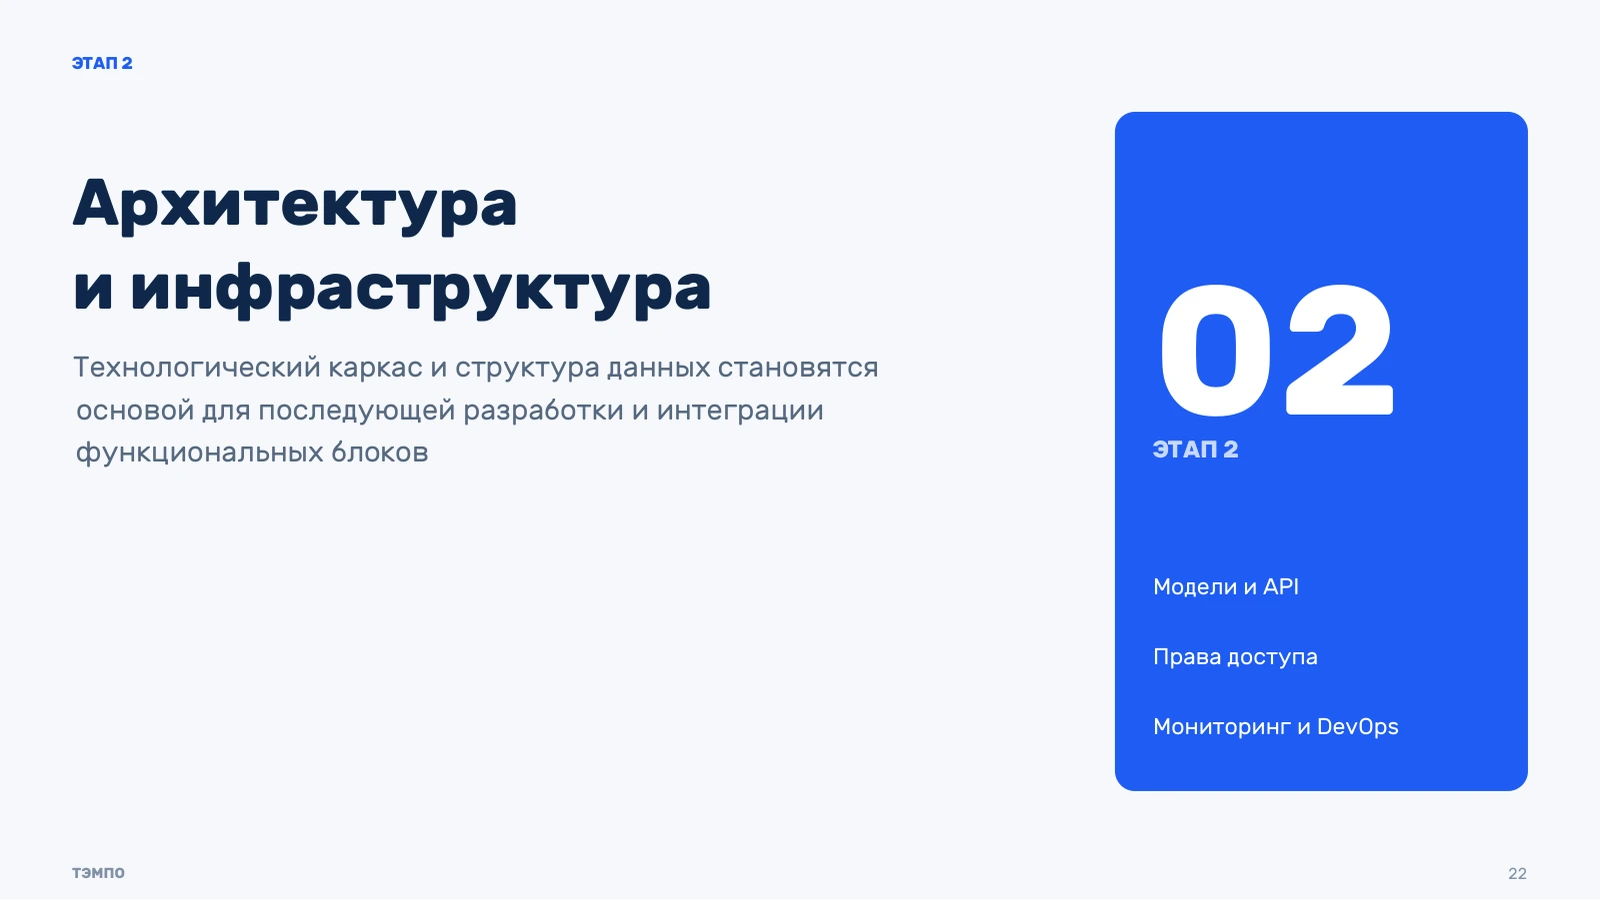 ЭТАП 2
Архитектура
и инфраструктура
Технологический каркас и структура данных становятся
основой для последующей разработки и интеграции
функциональных блоков
02
ЭТАП 2
Модели и API
Права доступа
Мониторинг и DevOps
ТЭМПО
22